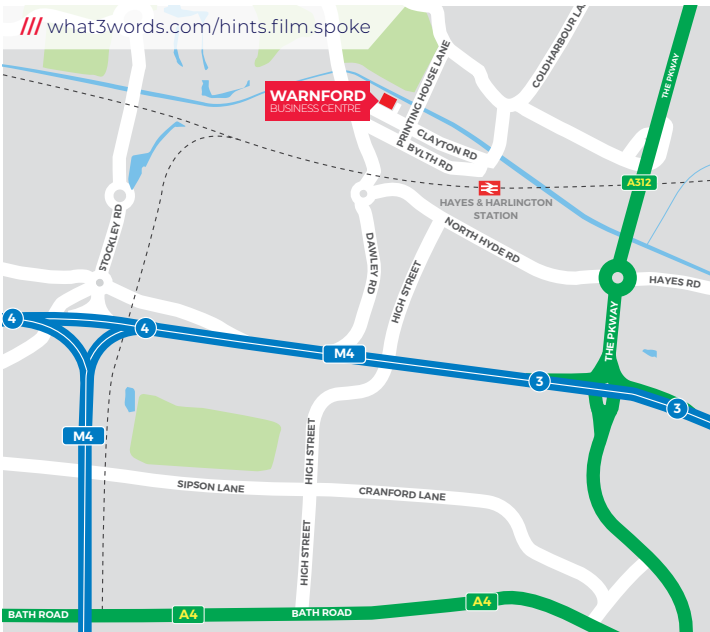 /// what3words.com/hints.film.spoke
COLDHARBOUR LA
THE PKWAY
PRINTING HOUSE LANE
WARNFORD
BUSINESS CENTRE
CLAYTON RD
BYLTH RD
A312
HAYES & HARLINGTON
STATION
STOCKLEY RD
NORTH HYDE RD
DAWLEY RD
HIGH STREET
HAYES RD
4
4
THE PKWAY
M4
3
3
M4
HIGH STREET
SIPSON LANE
CRANFORD LANE
HIGH STREET
A4
BATH ROAD
A4
BATH ROAD